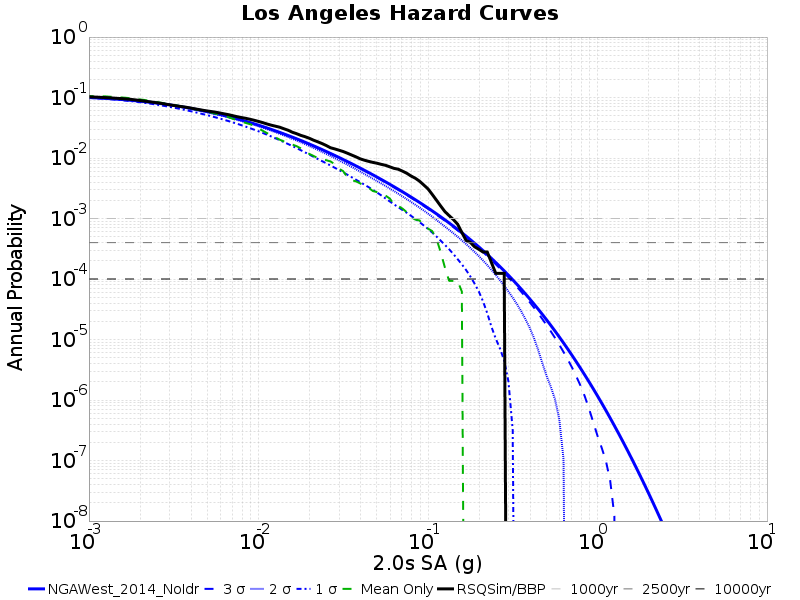 Los Angeles Hazard Curves
Annual Probability
10^0
10^-1
10^-2
10^-3
10^-4
10^-5
10^-6
10^-7
10^-8
10^-3 10^-2 10^-1 10^0 10^1
2.0s SA (g)
NGAWest_2014_NoIdr 3 σ 2 σ 1 σ Mean Only RSQSim/BBP 1000yr 2500yr 10000yr